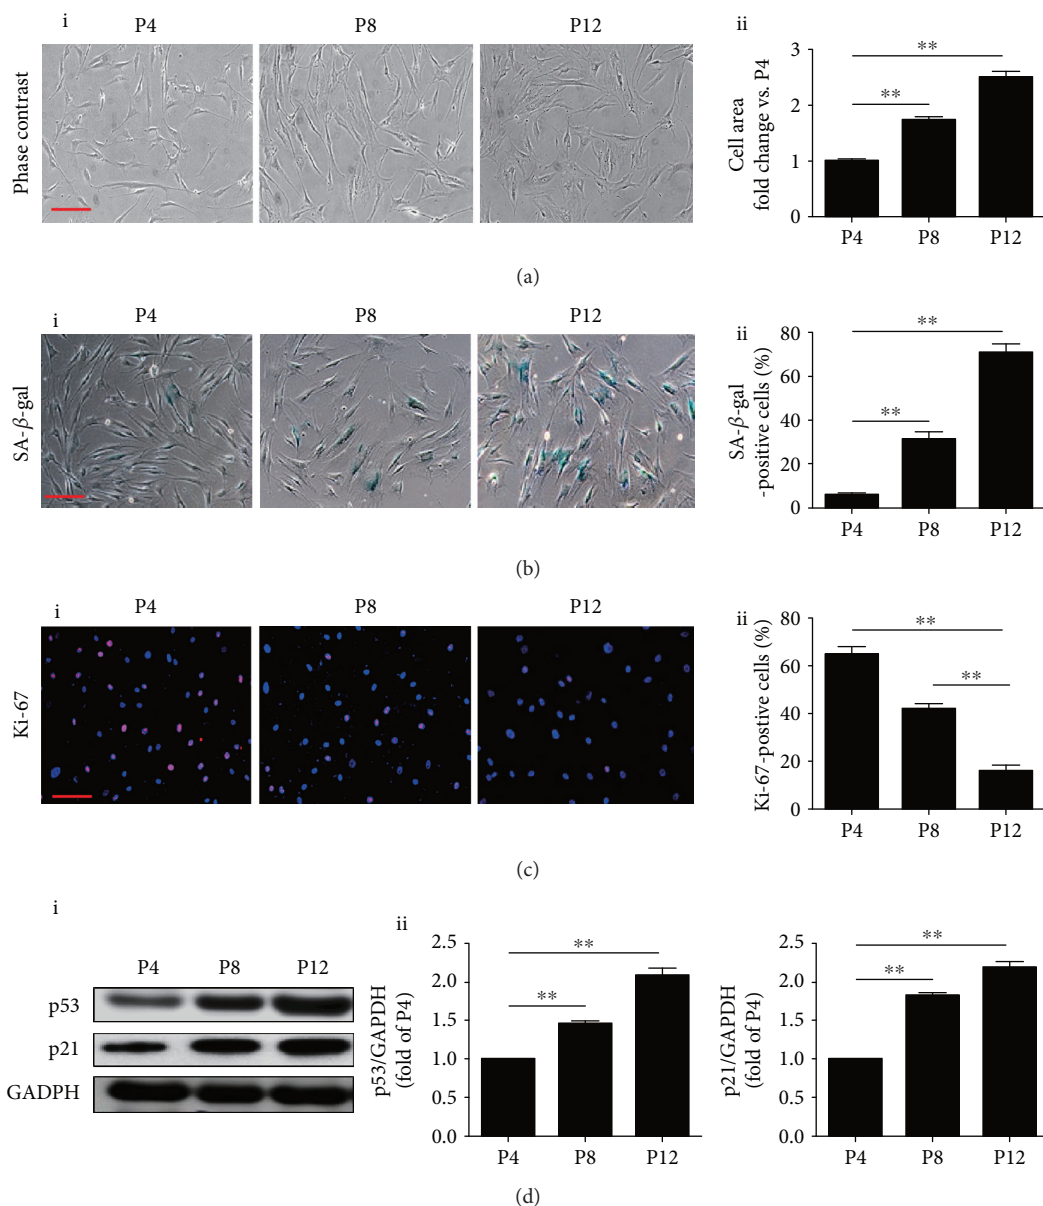 i
P4 P8 P12
Phase contrast
ii
Cell area
fold change vs. P4
3
2
1
0
**
**
P4 P8 P12
(a)
i
P4 P8 P12
SA-β-gal
ii
SA-β-gal
-positive cells (%)
80
60
40
20
0
**
**
P4 P8 P12
(b)
i
P4 P8 P12
Ki-67
ii
Ki-67-postive cells (%)
80
60
40
20
0
**
**
P4 P8 P12
(c)
i
P4 P8 P12
p53
p21
GADPH
ii
p53/GAPDH
(fold of P4)
2.5
2.0
1.5
1.0
0.5
0.0
**
**
P4 P8 P12
p21/GAPDH
(fold of P4)
2.5
2.0
1.5
1.0
0.5
0.0
**
**
P4 P8 P12
(d)